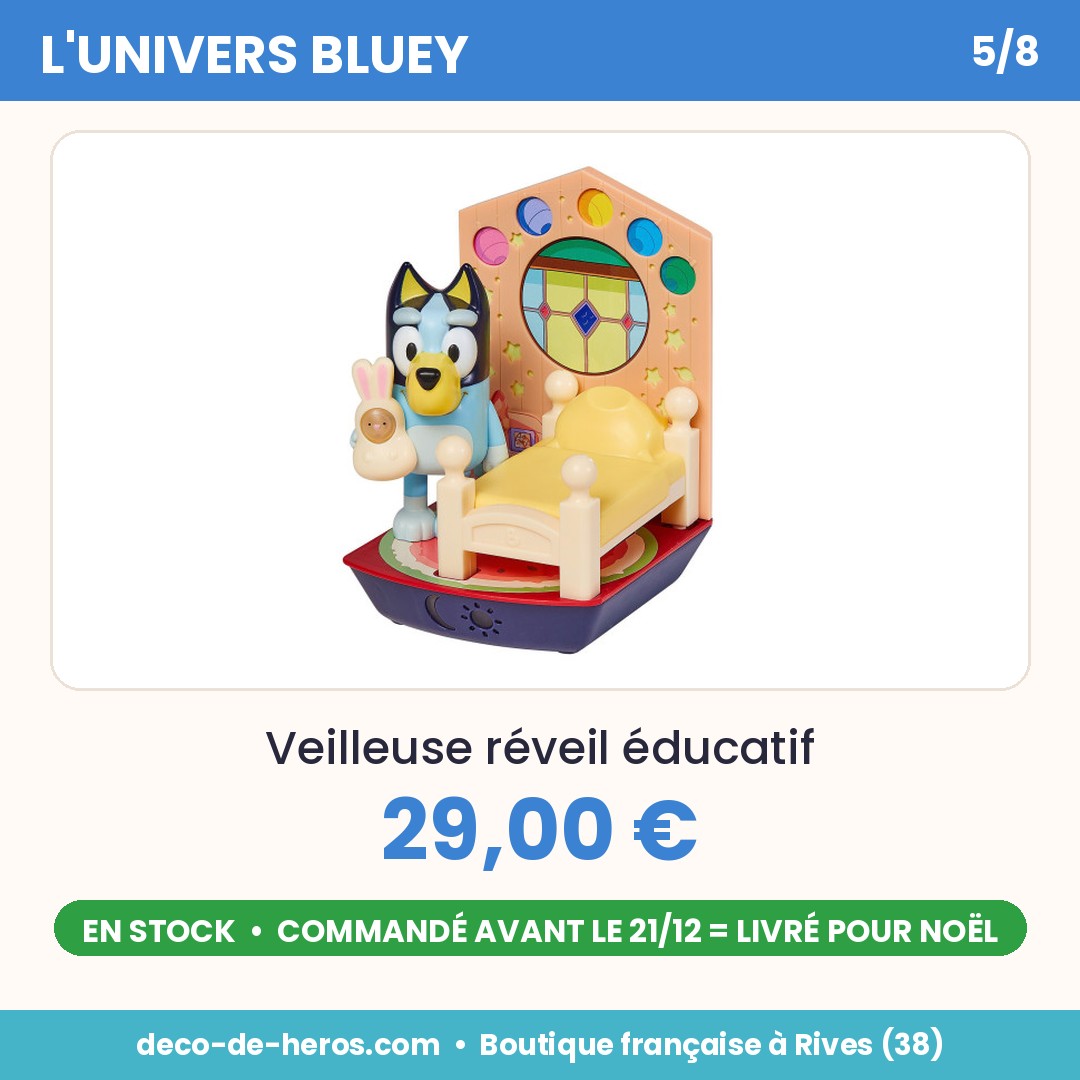 L'UNIVERS BLUEY
5/8
Veilleuse réveil éducatif
29,00 €
EN STOCK • COMMANDÉ AVANT LE 21/12 = LIVRÉ POUR NOËL
deco-de-heros.com • Boutique française à Rives (38)